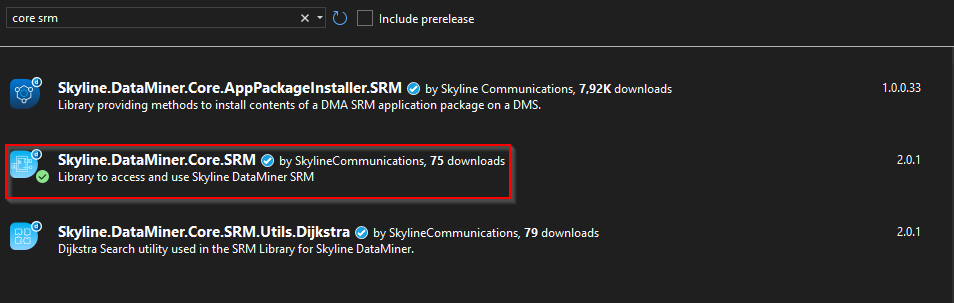 core srm
Include prerelease
Skyline.DataMiner.Core.AppPackageInstaller.SRM by Skyline Communications, 7,92K downloads 1.0.0.33
Library providing methods to install contents of a DMA SRM application package on a DMS.
Skyline.DataMiner.Core.SRM by SkylineCommunications, 75 downloads 2.0.1
Library to access and use Skyline DataMiner SRM
Skyline.DataMiner.Core.SRM.Utils.Dijkstra by SkylineCommunications, 79 downloads 2.0.1
Dijkstra Search utility used in the SRM Library for Skyline DataMiner.